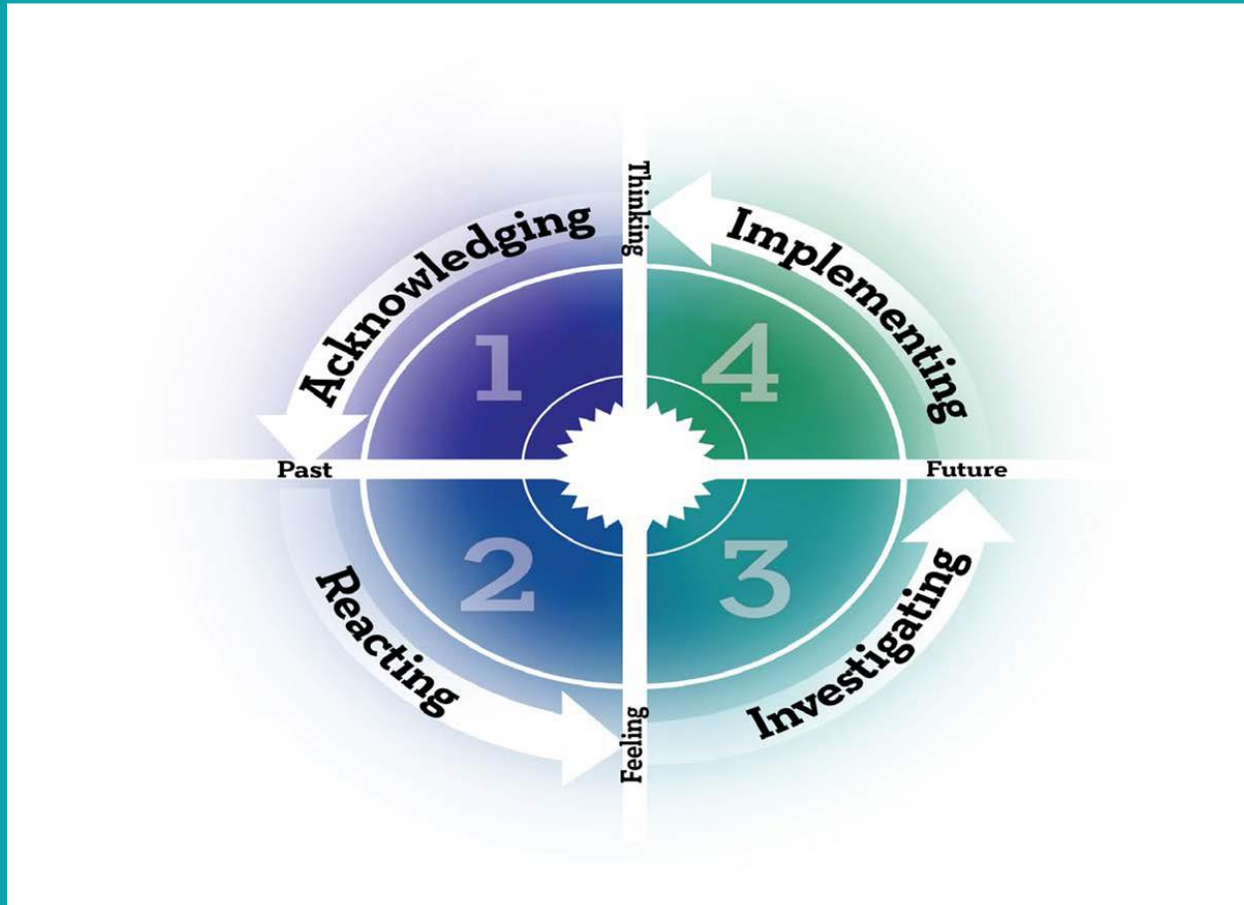 Thinking
Acknowledging
Implementing
1
4
Past
Future
2
3
Reacting
Investigating
Feeling